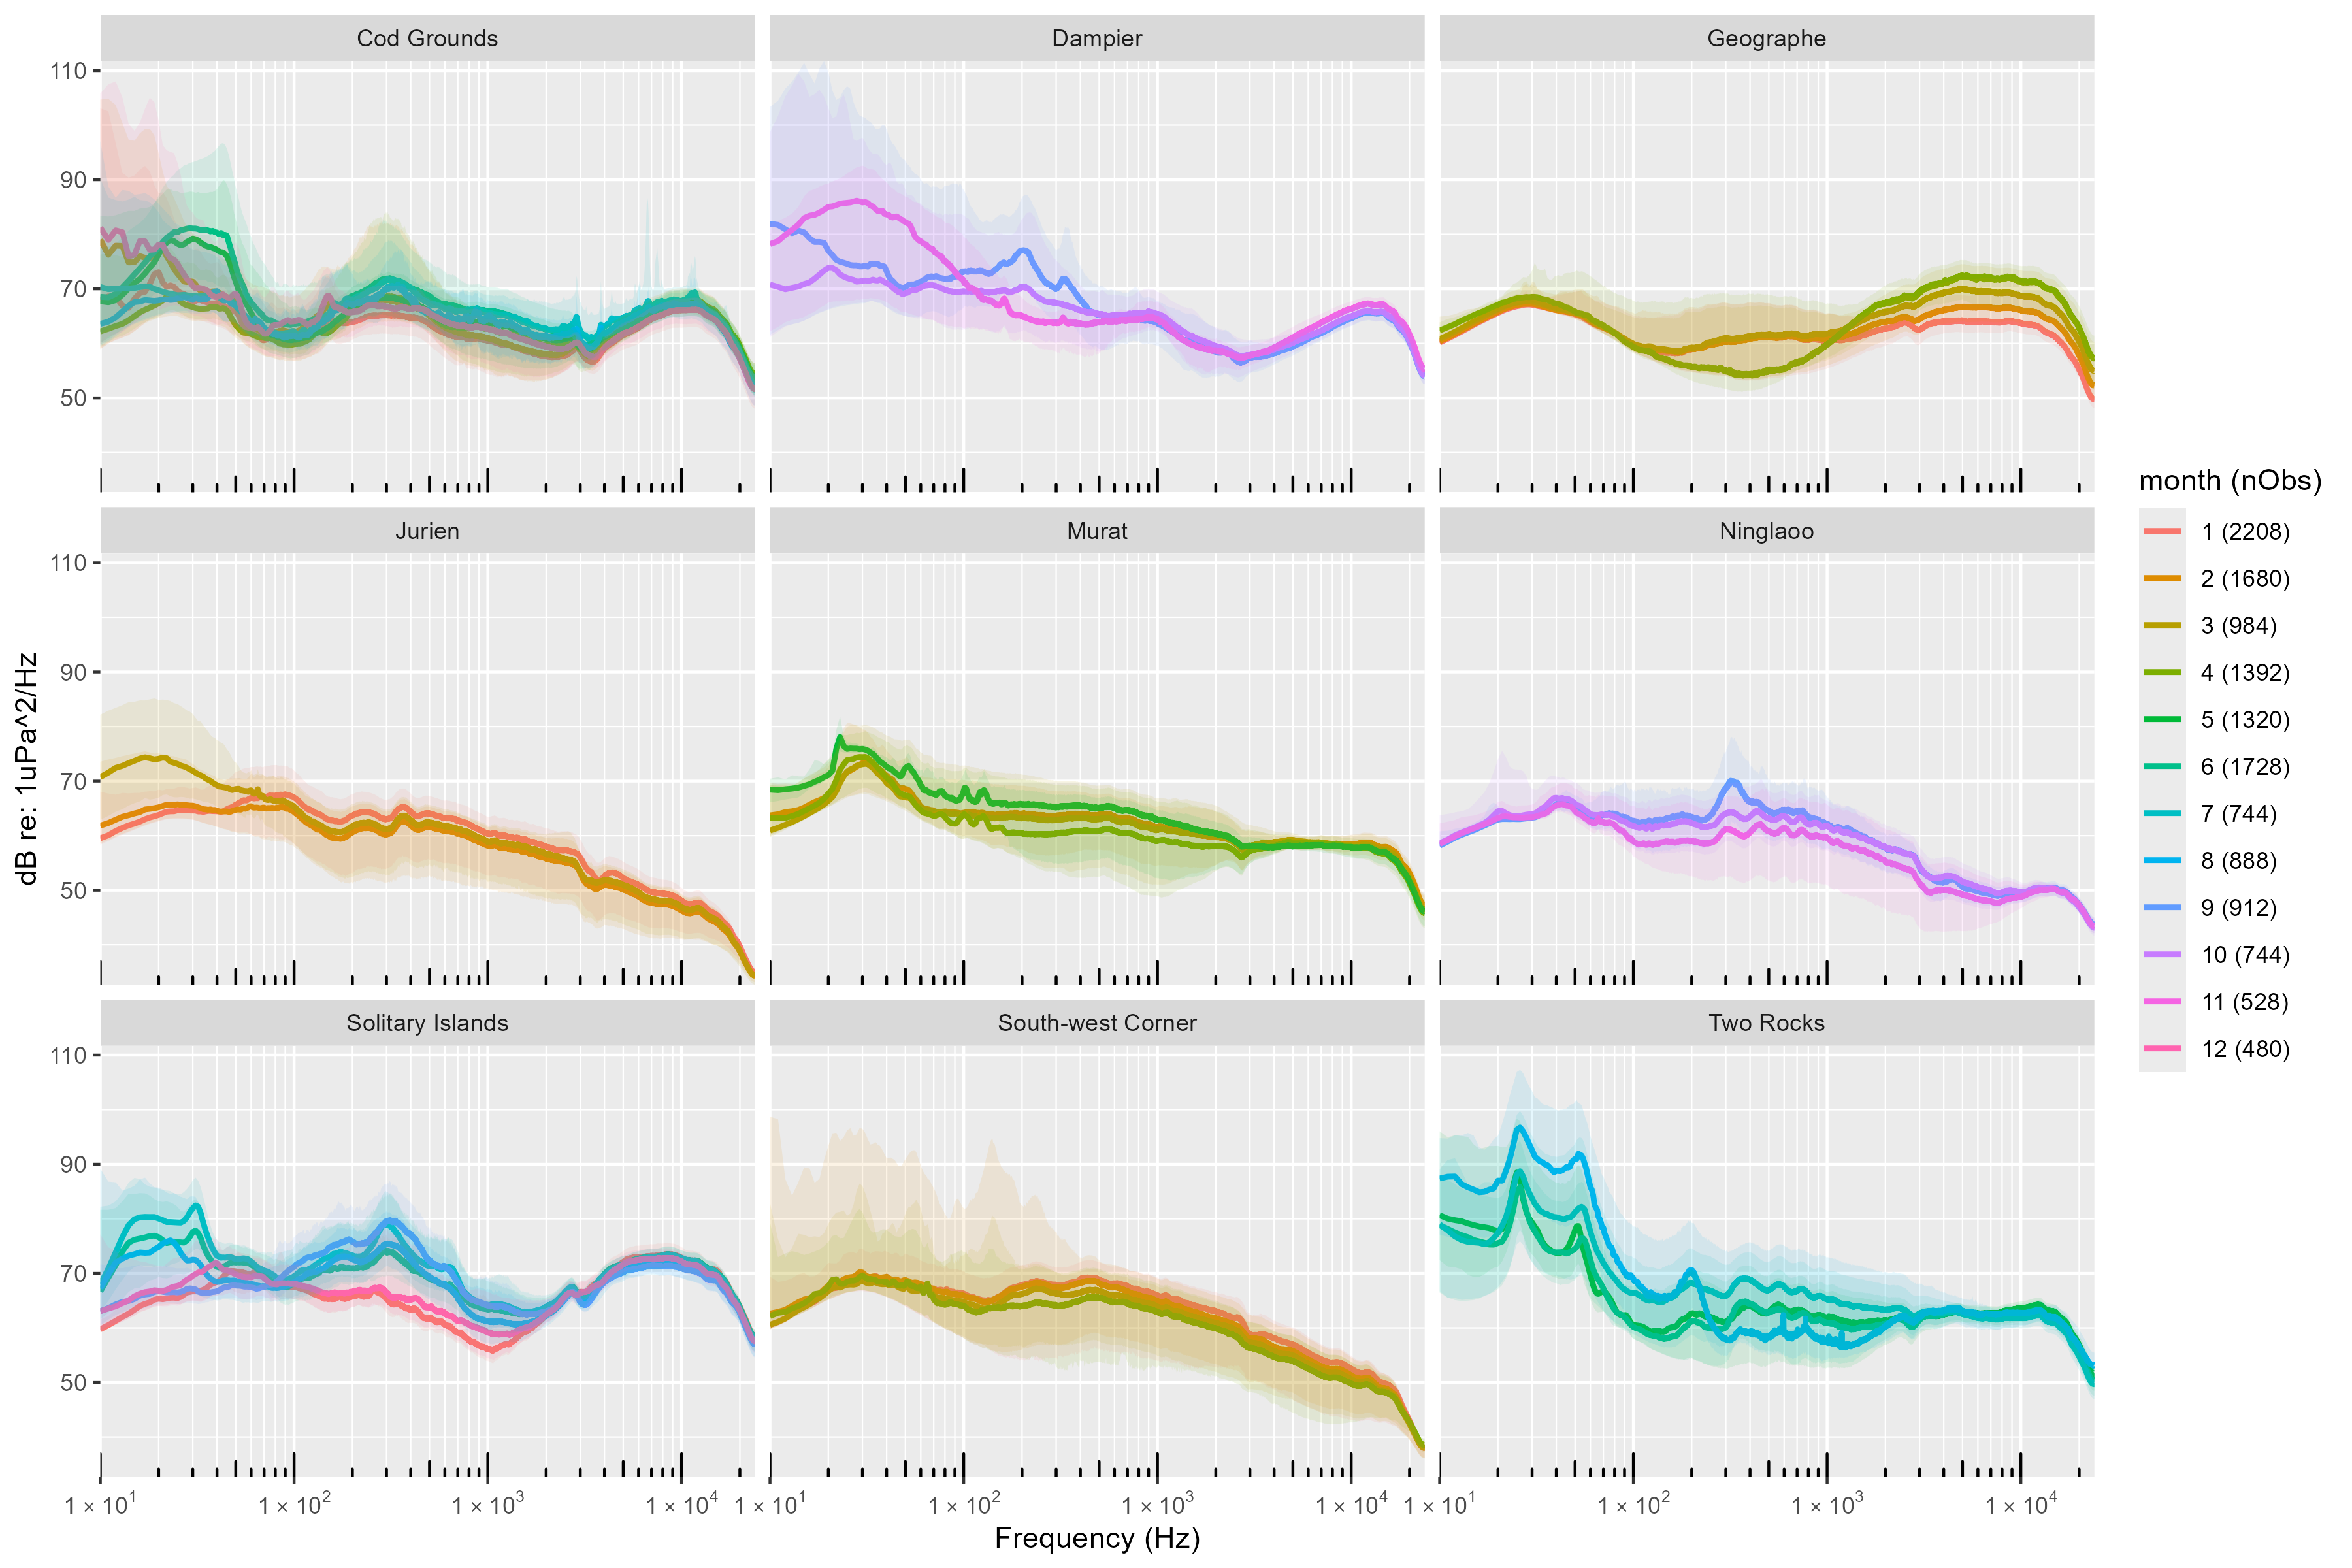 Cod Grounds
Dampier
Geographe
110
90
70
50
Jurien
Murat
Ninglaoo
110
90
70
50
Solitary Islands
South-west Corner
Two Rocks
110
90
70
50
1 × 10¹
1 × 10²
1 × 10³
1 × 10⁴
1 × 10¹
1 × 10²
1 × 10³
1 × 10⁴
1 × 10¹
1 × 10²
1 × 10³
1 × 10⁴
Frequency (Hz)
dB re: 1uPa^2/Hz
month (nObs)
1 (2208)
2 (1680)
3 (984)
4 (1392)
5 (1320)
6 (1728)
7 (744)
8 (888)
9 (912)
10 (744)
11 (528)
12 (480)